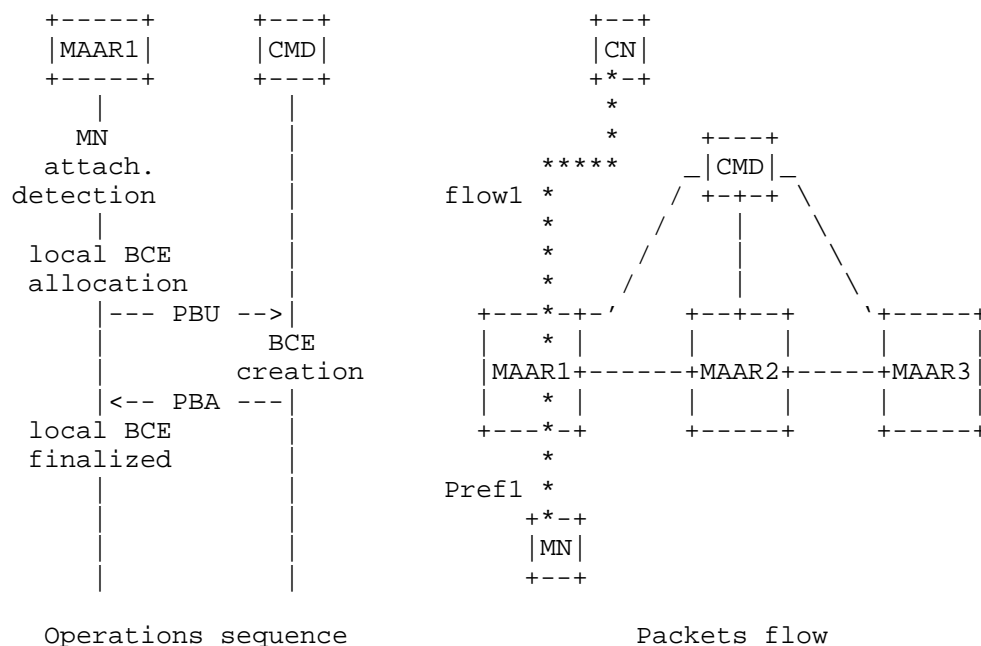 MAAR1 CMD CN
MN
attach. CMD
detection flow1
local BCE
allocation
--- PBU -->
BCE
creation MAAR1 MAAR2 MAAR3
<-- PBA ---
local BCE
finalized
Pref1
MN
Operations sequence Packets flow